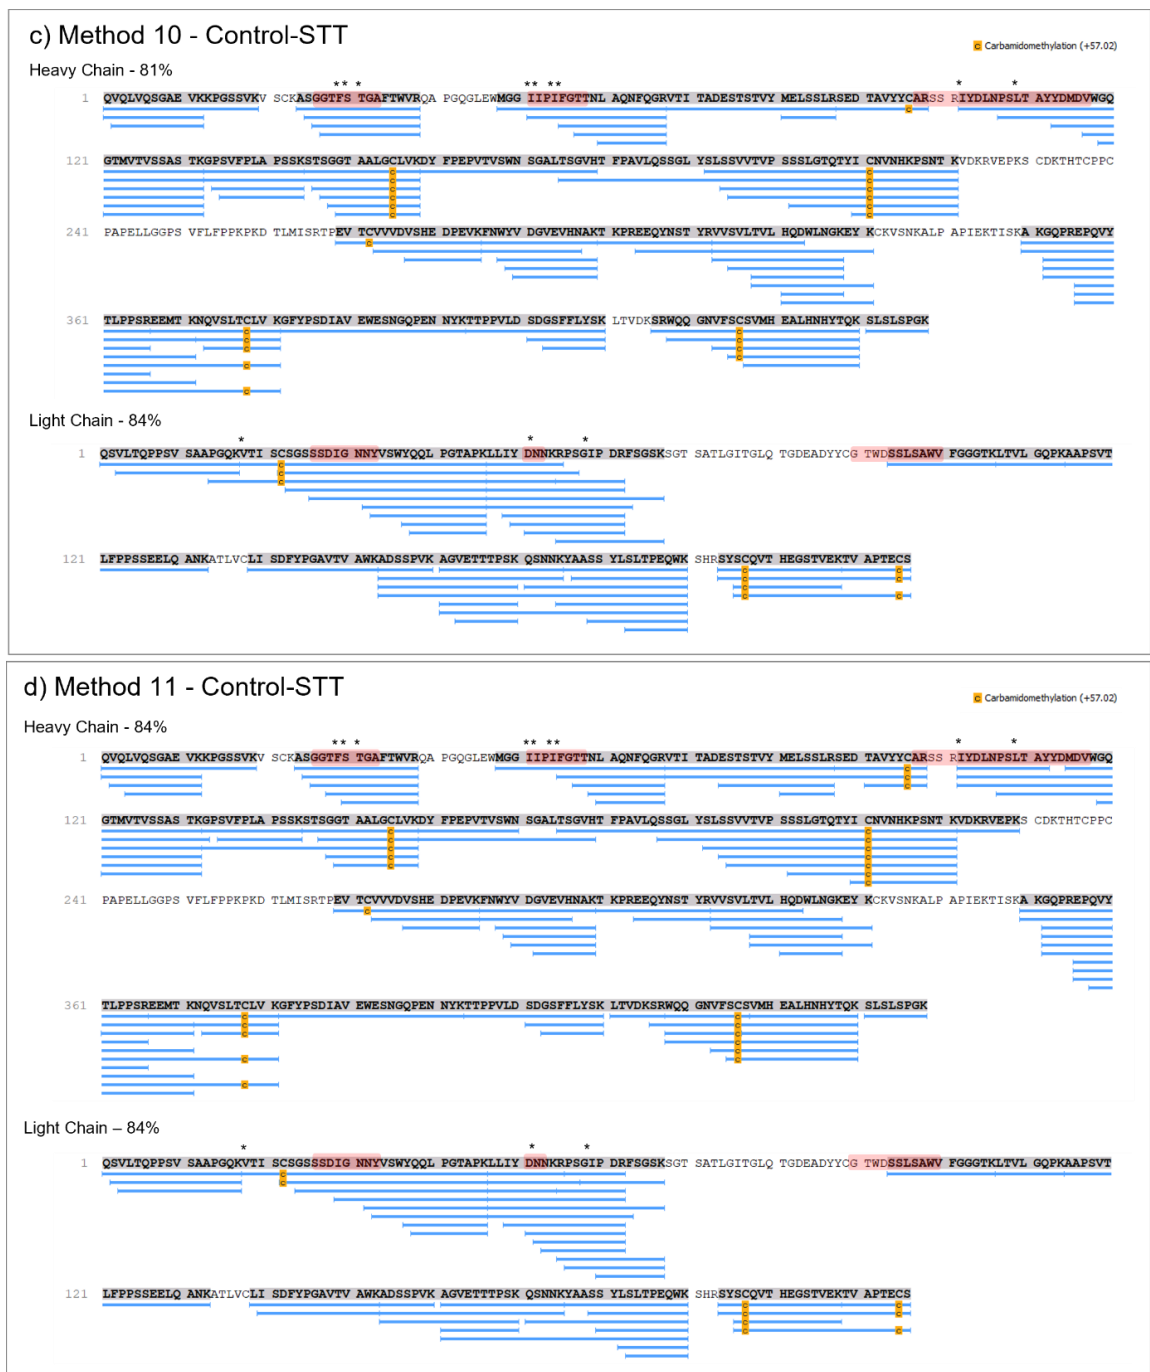 c) Method 10 - Control-STT
c Carbamidomethylation (+57.02)
Heavy Chain - 81%
** * ** ** * *
1 QVQLVQSGAE VKKPGSSVKV SCKASGGTFS TGAFTWVRQA PGQGLEWMGG IIPIFGTTNL AQNFQGRVTI TADESTSTVY MELSSLRSED TAVYYCARSS RIYDLNPSLT AYYDMDVWGQ
c
121 GTMVTVSSAS TKGPSVFPLA PSSKSTSGGT AALGCLVKDY FPEPVTVSWN SGALTSGVHT FPAVLQSSGL YSLSSVVTVP SSSLGTQTYI CNVNHKPSNT KVDKRVEPKS CDKTHTCPPC
c c
c c
c c
c c
c c
c c
241 PAPELLGGPS VFLFPPKPKD TLMISRTPEV TCVVVDVSHE DPEVKFNWYV DGVEVHNAKT KPREEQYNST YRVVSVLTVL HQDWLNGKEY KCKVSNKALP APIEKTISKA KGQPREPQVY
c
361 TLPPSREEMT KNQVSLTCLV KGFYPSDIAV EWESNGQPEN NYKTTPPVLD SDGSFFLYSK LTVDKSRWQQ GNVFSCSVMH EALHNHYTQK SLSLSPGK
c c
c c
c c
c
c
c
Light Chain - 84%
* * *
1 QSVLTQPPSV SAAPGQKVTI SCSGSSSDIG NNYVSWYQQL PGTAPKLLIY DNNKRPSGIP DRFSGSKSGT SATLGITGLQ TGDEADYYCG TWDSSLSAWV FGGGTKLTVL GQPKAAPSVT
c
c
c
121 LFPPSSEELQ ANKATLVCLI SDFYPGAVTV AWKADSSPVK AGVETTTPSK QSNNKYAASS YLSLTPEQWK SHRSYSCQVT HEGSTVEKTV APTECS
c c
c c
c
c c
d) Method 11 - Control-STT
c Carbamidomethylation (+57.02)
Heavy Chain - 84%
** * ** ** * *
1 QVQLVQSGAE VKKPGSSVKV SCKASGGTFS TGAFTWVRQA PGQGLEWMGG IIPIFGTTNL AQNFQGRVTI TADESTSTVY MELSSLRSED TAVYYCARSS RIYDLNPSLT AYYDMDVWGQ
c
c
c
121 GTMVTVSSAS TKGPSVFPLA PSSKSTSGGT AALGCLVKDY FPEPVTVSWN SGALTSGVHT FPAVLQSSGL YSLSSVVTVP SSSLGTQTYI CNVNHKPSNT KVDKRVEPKS CDKTHTCPPC
c c
c c
c c
c c
c c
c
c
241 PAPELLGGPS VFLFPPKPKD TLMISRTPEV TCVVVDVSHE DPEVKFNWYV DGVEVHNAKT KPREEQYNST YRVVSVLTVL HQDWLNGKEY KCKVSNKALP APIEKTISKA KGQPREPQVY
c
361 TLPPSREEMT KNQVSLTCLV KGFYPSDIAV EWESNGQPEN NYKTTPPVLD SDGSFFLYSK LTVDKSRWQQ GNVFSCSVMH EALHNHYTQK SLSLSPGK
c c
c c
c c
c
c
c c
c
Light Chain – 84%
* * *
1 QSVLTQPPSV SAAPGQKVTI SCSGSSSDIG NNYVSWYQQL PGTAPKLLIY DNNKRPSGIP DRFSGSKSGT SATLGITGLQ TGDEADYYCG TWDSSLSAWV FGGGTKLTVL GQPKAAPSVT
c
c
121 LFPPSSEELQ ANKATLVCLI SDFYPGAVTV AWKADSSPVK AGVETTTPSK QSNNKYAASS YLSLTPEQWK SHRSYSCQVT HEGSTVEKTV APTECS
c c
c c
c
c c